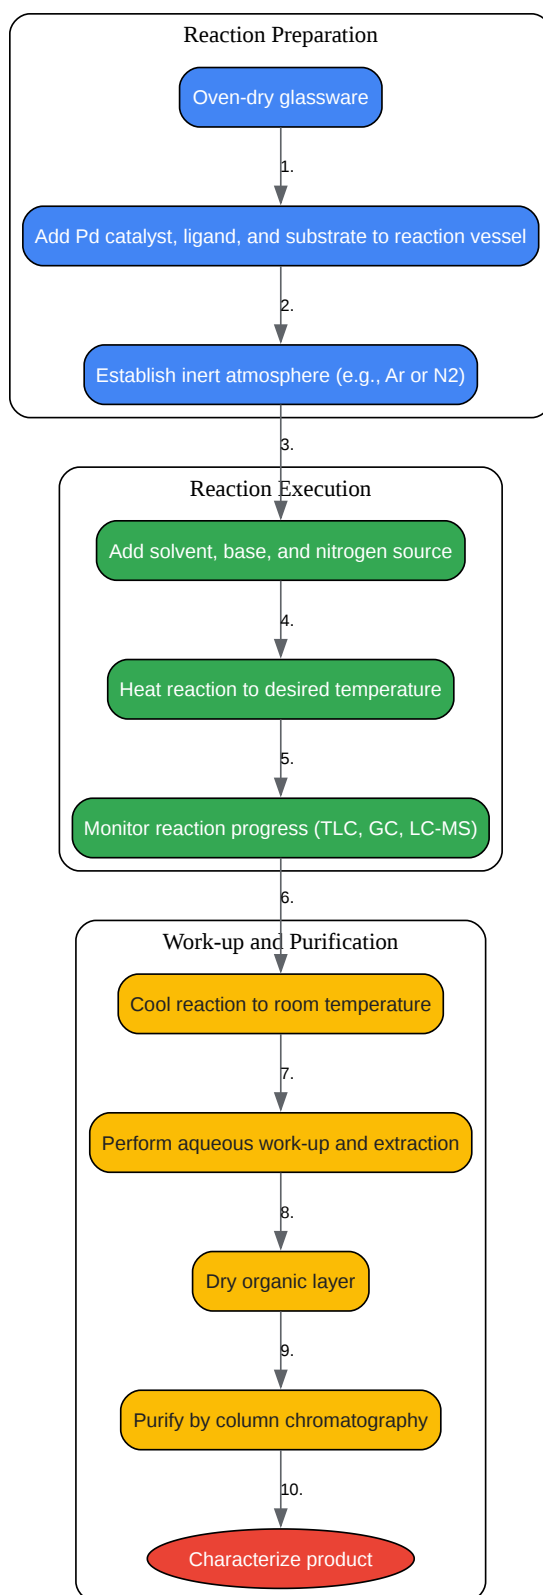 Reaction Preparation
Oven-dry glassware
1.
Add Pd catalyst, ligand, and substrate to reaction vessel
2.
Establish inert atmosphere (e.g., Ar or N2)
3.
Reaction Execution
Add solvent, base, and nitrogen source
4.
Heat reaction to desired temperature
5.
Monitor reaction progress (TLC, GC, LC-MS)
6.
Work-up and Purification
Cool reaction to room temperature
7.
Perform aqueous work-up and extraction
8.
Dry organic layer
9.
Purify by column chromatography
10.
Characterize product